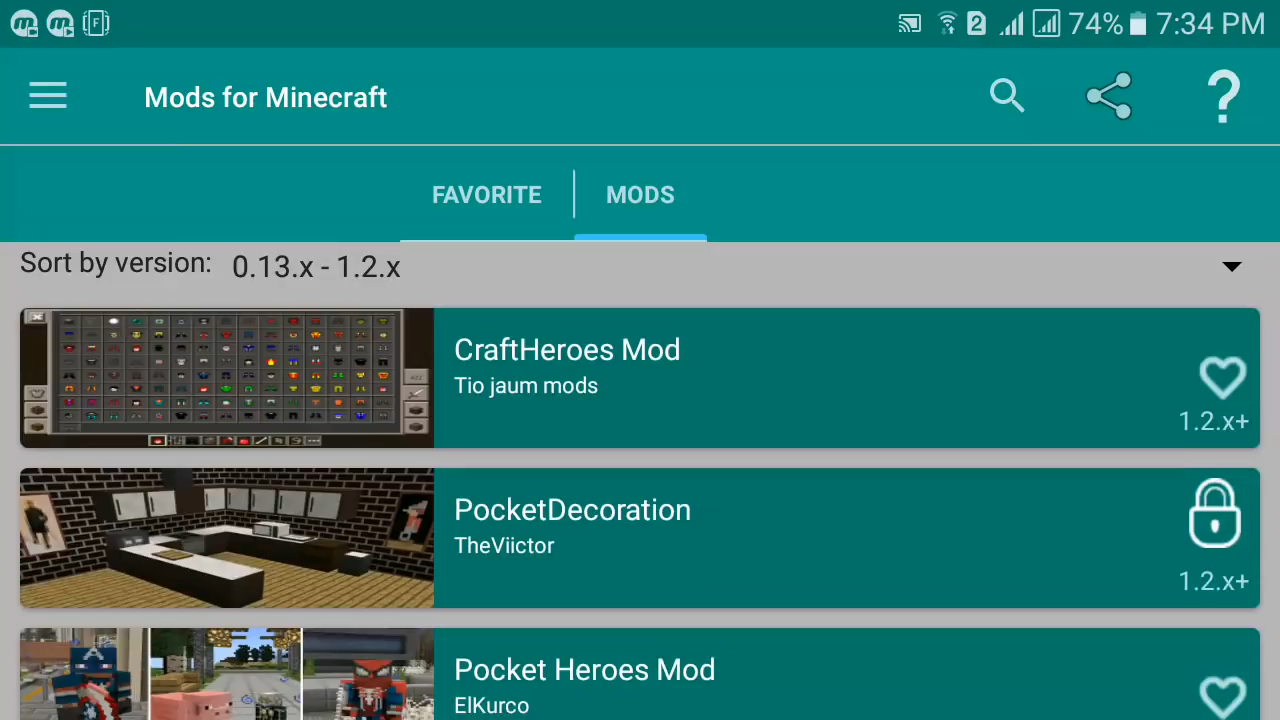 2 74% 7:34 PM
Mods for Minecraft
FAVORITE MODS
Sort by version: 0.13.x - 1.2.x
CraftHeroes Mod
Tio jaum mods
1.2.x+
PocketDecoration
TheViictor
1.2.x+
Pocket Heroes Mod
ElKurco